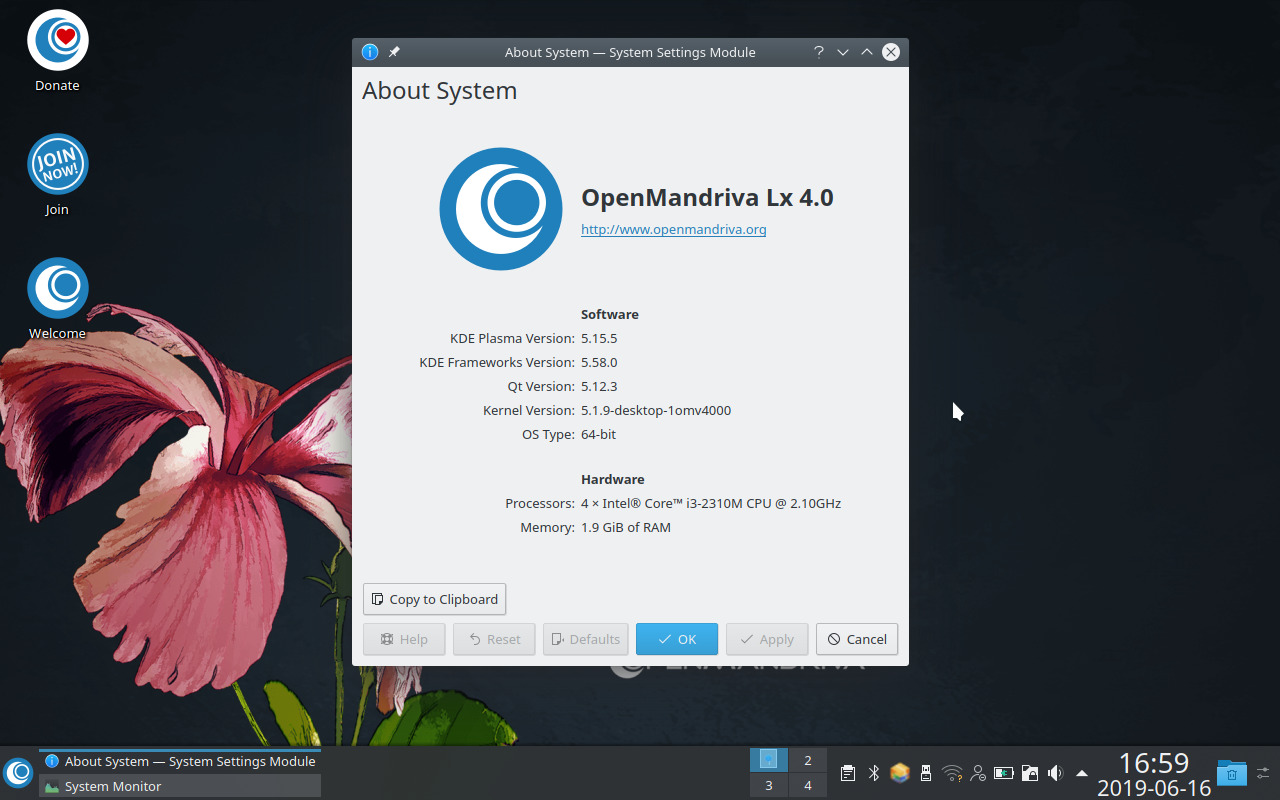 Donate
JOIN
NOW!
Join
Welcome
About System — System Settings Module
About System
OpenMandriva Lx 4.0
http://www.openmandriva.org
Software
KDE Plasma Version: 5.15.5
KDE Frameworks Version: 5.58.0
Qt Version: 5.12.3
Kernel Version: 5.1.9-desktop-1omv4000
OS Type: 64-bit
Hardware
Processors: 4 × Intel® Core™ i3-2310M CPU @ 2.10GHz
Memory: 1.9 GiB of RAM
Copy to Clipboard
Help
Reset
Defaults
OK
Apply
Cancel
About System — System Settings Module
System Monitor
2
3
4
16:59
2019-06-16